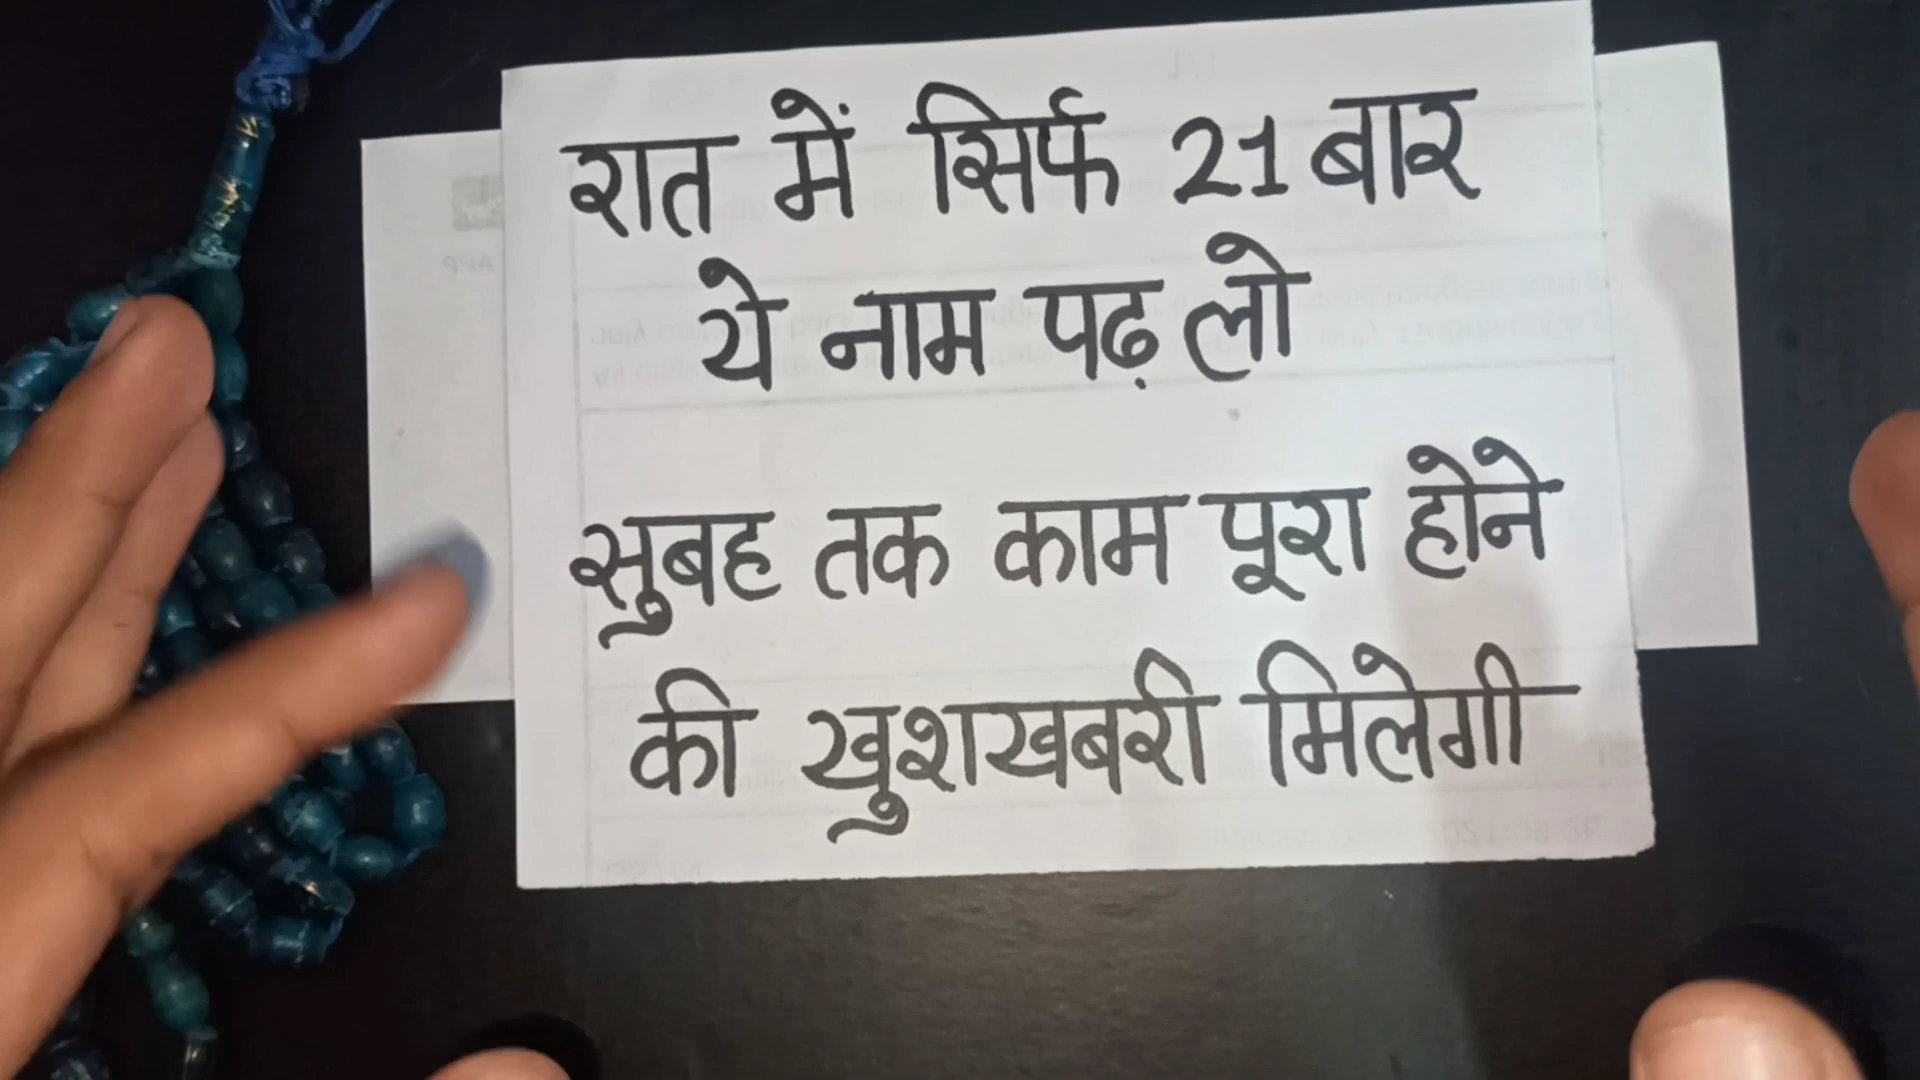 रात में सिर्फ 21 बार
ये नाम पढ़ लो
सुबह तक काम पूरा होने
की खुशखबरी मिलेगी